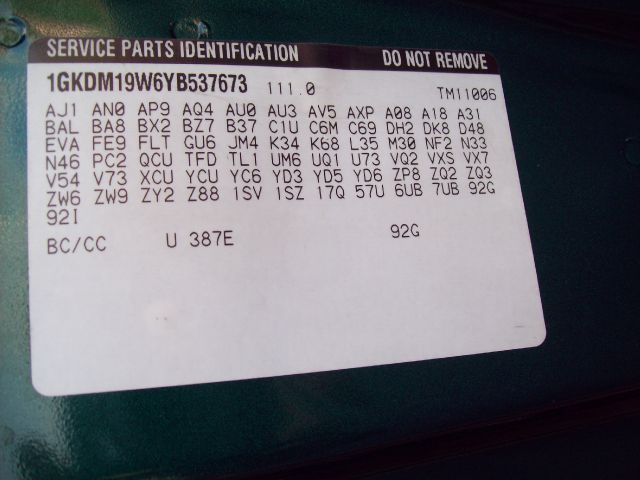 SERVICE PARTS IDENTIFICATION DO NOT REMOVE
1GKDM19W6YB537673 111.0 TM11006
AJ1 AN0 AP9 AQ4 AU0 AU3 AV5 AXP A08 A18 A31
BAL BA8 BX2 BZ7 B37 C1U C6M C69 DH2 DK8 D48
EVA FE9 FLT GU6 JM4 K34 K68 L35 M30 NF2 N33
N46 PC2 QCU TFD TL1 UM6 UQ1 U73 VQ2 VXS VX7
V54 V73 XCU YCU YC6 YD3 YD5 YD6 ZP8 ZQ2 ZQ3
ZW6 ZW9 ZY2 Z88 1SV 1SZ 17Q 57U 6UB 7UB 92G
92I
BC/CC U 387E 92G